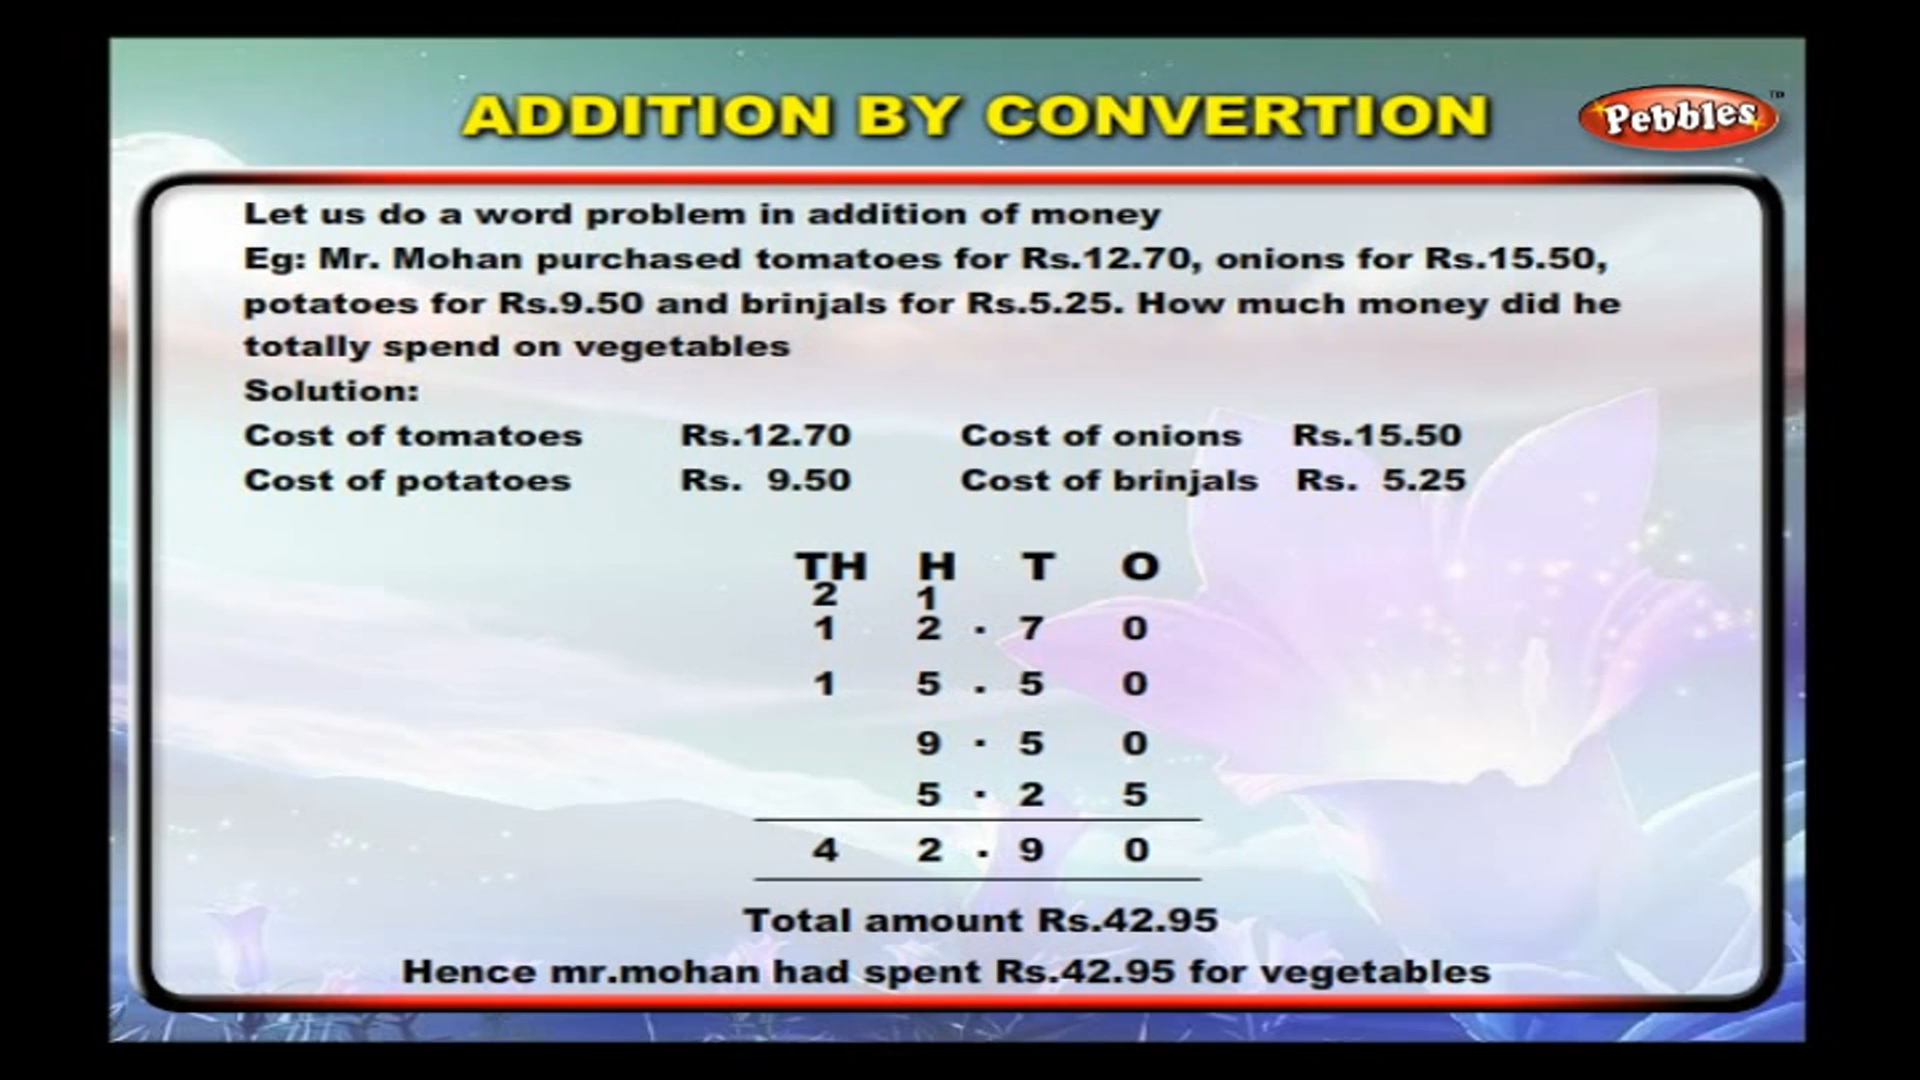 ADDITION BY CONVERTION
Pebbles TM
Let us do a word problem in addition of money
Eg: Mr. Mohan purchased tomatoes for Rs.12.70, onions for Rs.15.50,
potatoes for Rs.9.50 and brinjals for Rs.5.25. How much money did he
totally spend on vegetables
Solution:
Cost of tomatoes Rs.12.70 Cost of onions Rs.15.50
Cost of potatoes Rs. 9.50 Cost of brinjals Rs. 5.25
TH H T O
2 1
1 2 . 7 0
1 5 . 5 0
9 . 5 0
5 . 2 5
4 2 . 9 0
Total amount Rs.42.95
Hence mr.mohan had spent Rs.42.95 for vegetables